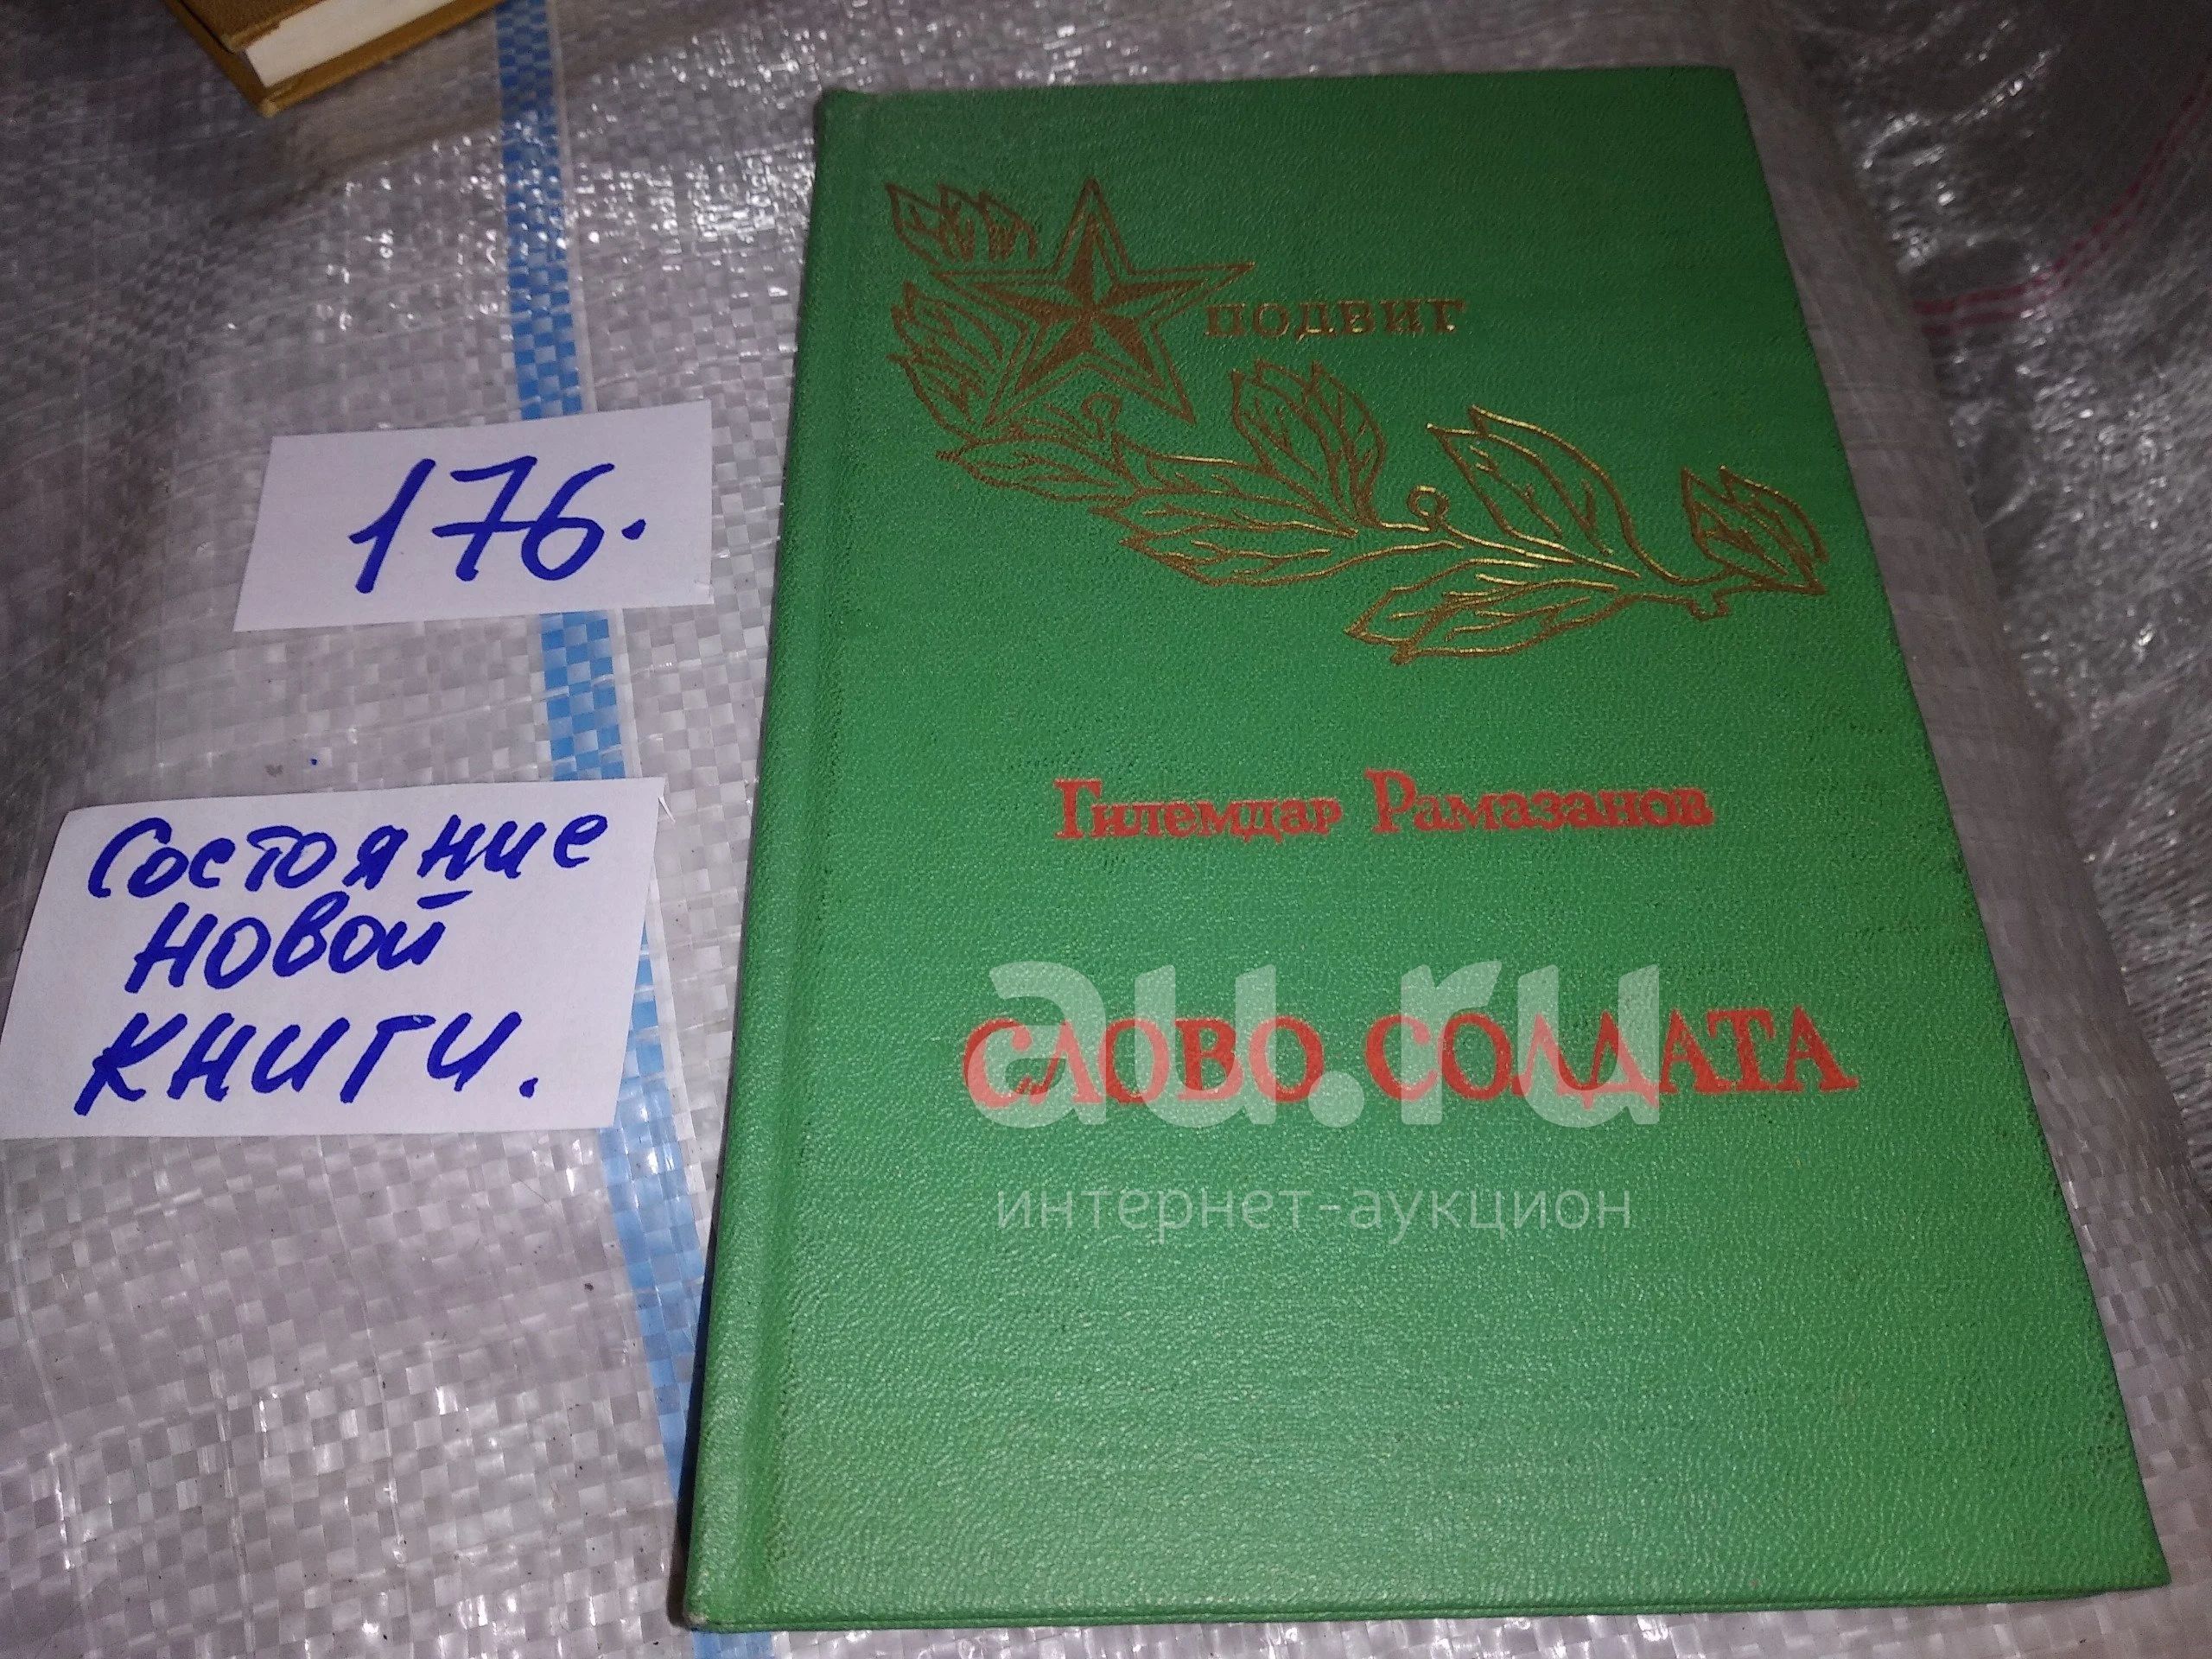 176.
Состояние
новой
книги.
ПОДВИГ
Гилемдар Рамазанов
СЛОВО СОЛДАТА
au.ru
интернет-аукцион